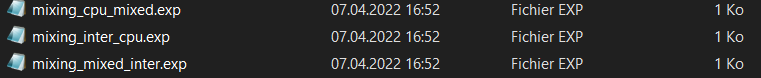 mixing_cpu_mixed.exp 07.04.2022 16:52 Fichier EXP 1 Ko
mixing_inter_cpu.exp 07.04.2022 16:52 Fichier EXP 1 Ko
mixing_mixed_inter.exp 07.04.2022 16:52 Fichier EXP 1 Ko